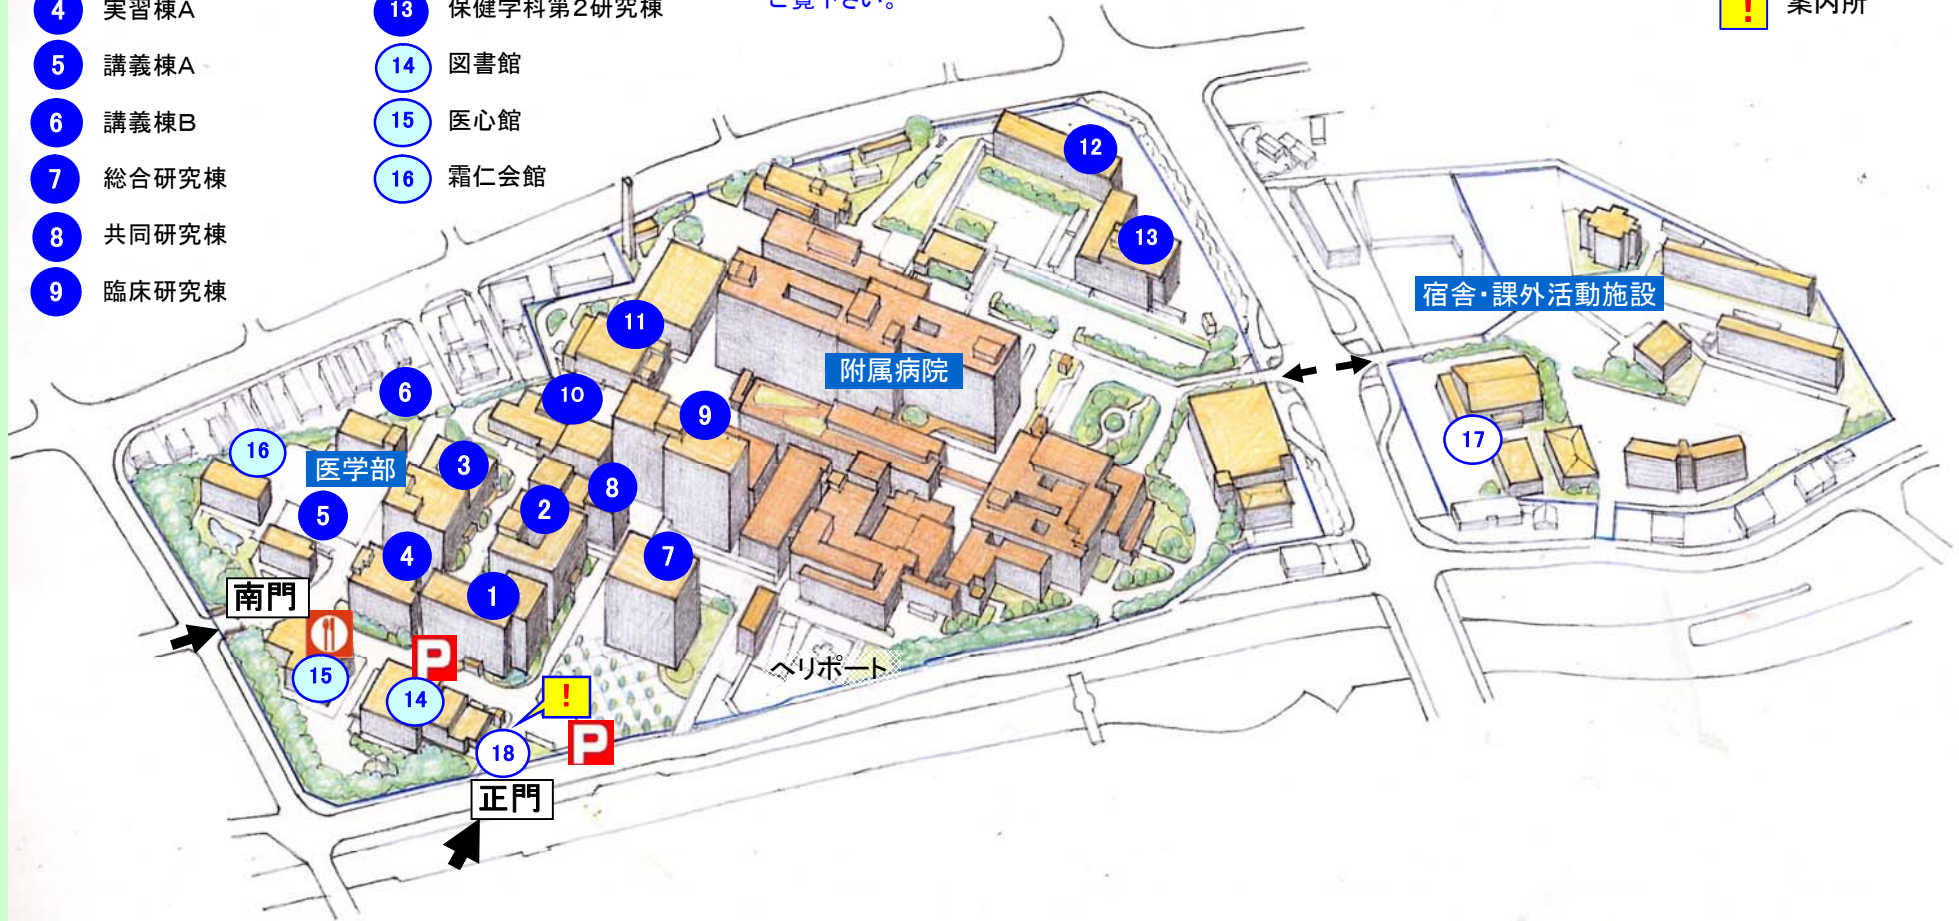 4 実習棟A
13 保健学科第2研究棟
ご覧下さい。
! 案内所
5 講義棟A
14 図書館
6 講義棟B
15 医心館
7 総合研究棟
16 霜仁会館
8 共同研究棟
9 臨床研究棟
12
13
宿舎・課外活動施設
11
附属病院
6
10
9
17
16
医学部
3
8
5
2
4
7
1
南門
15
P
ヘリポート
14
!
P
18
正門